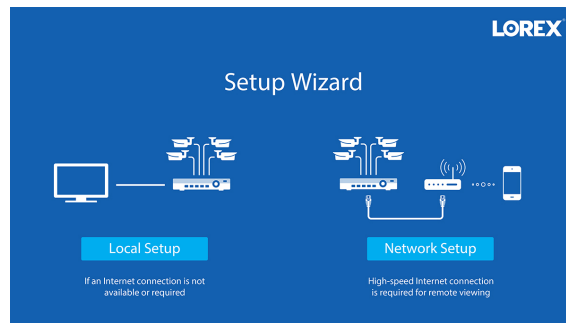 LOREX
Setup Wizard
Local Setup
Network Setup
If an Internet connection is not
available or required
High-speed Internet connection
is required for remote viewing